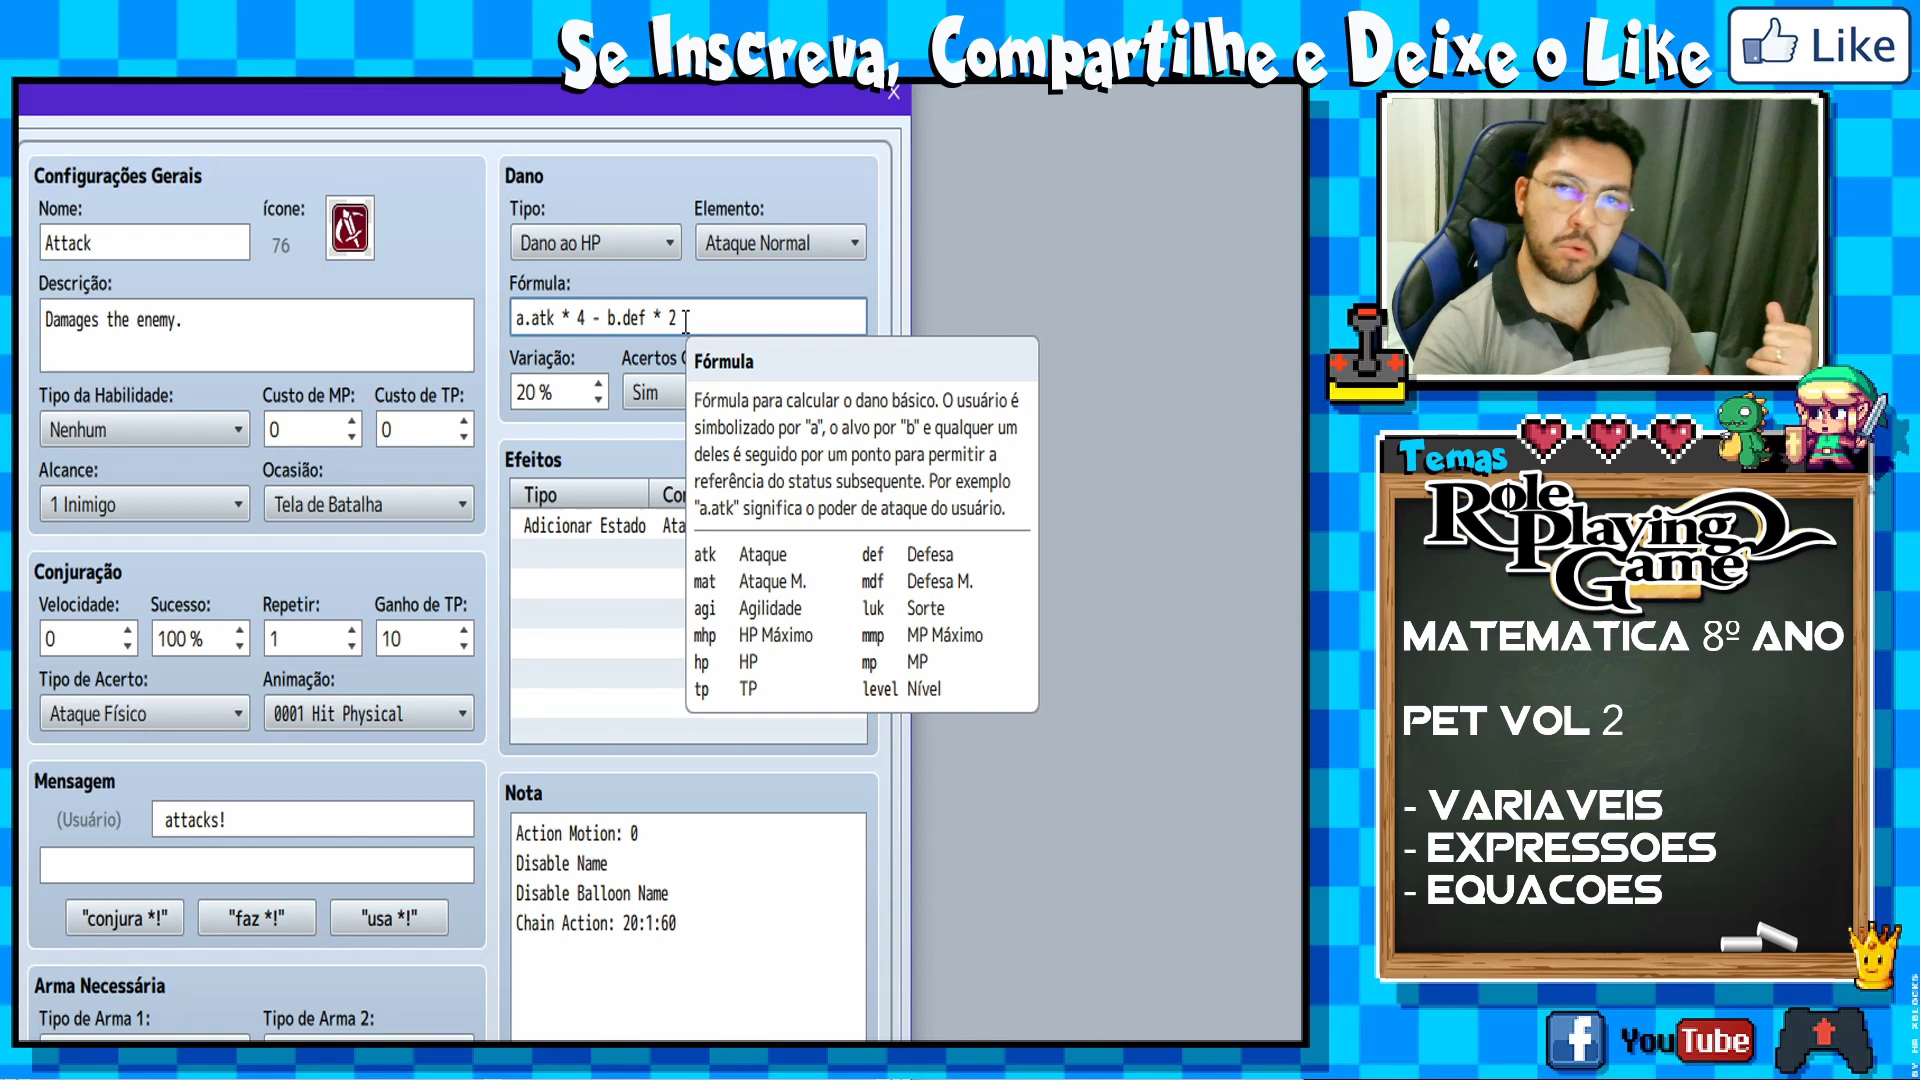 Se Inscreva, Compartilhe e Deixe o Like
Like
X
Configurações Gerais
Nome:
ícone:
Attack
76
Descrição:
Damages the enemy.
Tipo da Habilidade:
Custo de MP:
Custo de TP:
Nenhum
0
0
Alcance:
Ocasião:
1 Inimigo
Tela de Batalha
Conjuração
Velocidade:
Sucesso:
Repetir:
Ganho de TP:
0
100 %
1
10
Tipo de Acerto:
Animação:
Ataque Físico
0001 Hit Physical
Mensagem
(Usuário)
attacks!
"conjura *!"
"faz *!"
"usa *!"
Arma Necessária
Tipo de Arma 1:
Tipo de Arma 2:
Dano
Tipo:
Elemento:
Dano ao HP
Ataque Normal
Fórmula:
a.atk * 4 - b.def * 2
Variação:
Acertos
20 %
Sim
Efeitos
Tipo
Adicionar Estado
Fórmula
Fórmula para calcular o dano básico. O usuário é
simbolizado por "a", o alvo por "b" e qualquer um
deles é seguido por um ponto para permitir a
referência do status subsequente. Por exemplo
"a.atk" significa o poder de ataque do usuário.
atk Ataque def Defesa
mat Ataque M. mdf Defesa M.
agi Agilidade luk Sorte
mhp HP Máximo mmp MP Máximo
hp HP mp MP
tp TP level Nível
Nota
Action Motion: 0
Disable Name
Disable Balloon Name
Chain Action: 20:1:60
Temas
Role
Playing
Game
MATEMATICA 8º ANO
PET VOL 2
- VARIAVEIS
- EXPRESSOES
- EQUACOES
f
YouTube